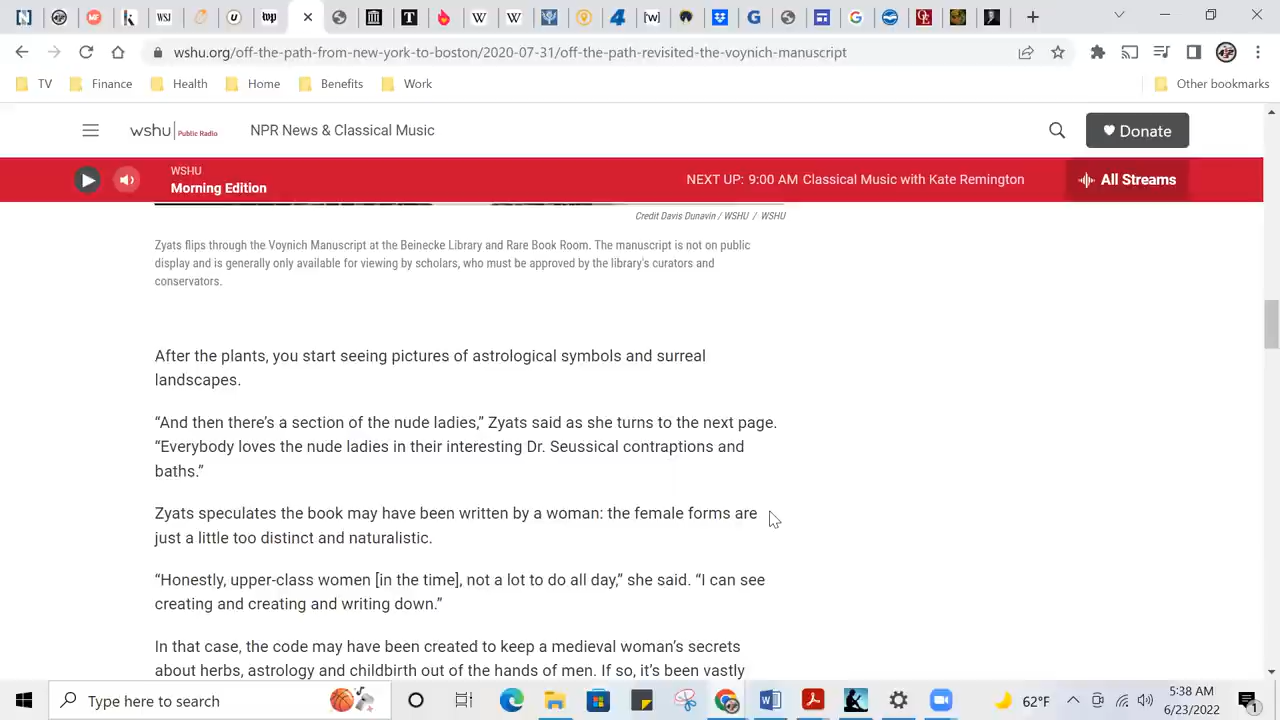 wshu.org/off-the-path-from-new-york-to-boston/2020-07-31/off-the-path-revisited-the-voynich-manuscript
TV Finance Health Home Benefits Work Other bookmarks
wshu Public Radio NPR News & Classical Music Donate
WSHU
Morning Edition
NEXT UP: 9:00 AM Classical Music with Kate Remington
All Streams
Credit Davis Dunavin / WSHU / WSHU
Zyats flips through the Voynich Manuscript at the Beinecke Library and Rare Book Room. The manuscript is not on public
display and is generally only available for viewing by scholars, who must be approved by the library's curators and
conservators.
After the plants, you start seeing pictures of astrological symbols and surreal
landscapes.
“And then there’s a section of the nude ladies,” Zyats said as she turns to the next page.
“Everybody loves the nude ladies in their interesting Dr. Seussical contraptions and
baths.”
Zyats speculates the book may have been written by a woman: the female forms are
just a little too distinct and naturalistic.
“Honestly, upper-class women [in the time], not a lot to do all day,” she said. “I can see
creating and creating and writing down.”
In that case, the code may have been created to keep a medieval woman’s secrets
about herbs, astrology and childbirth out of the hands of men. If so, it’s been vastly
Type here to search
62°F
5:38 AM
6/23/2022
1